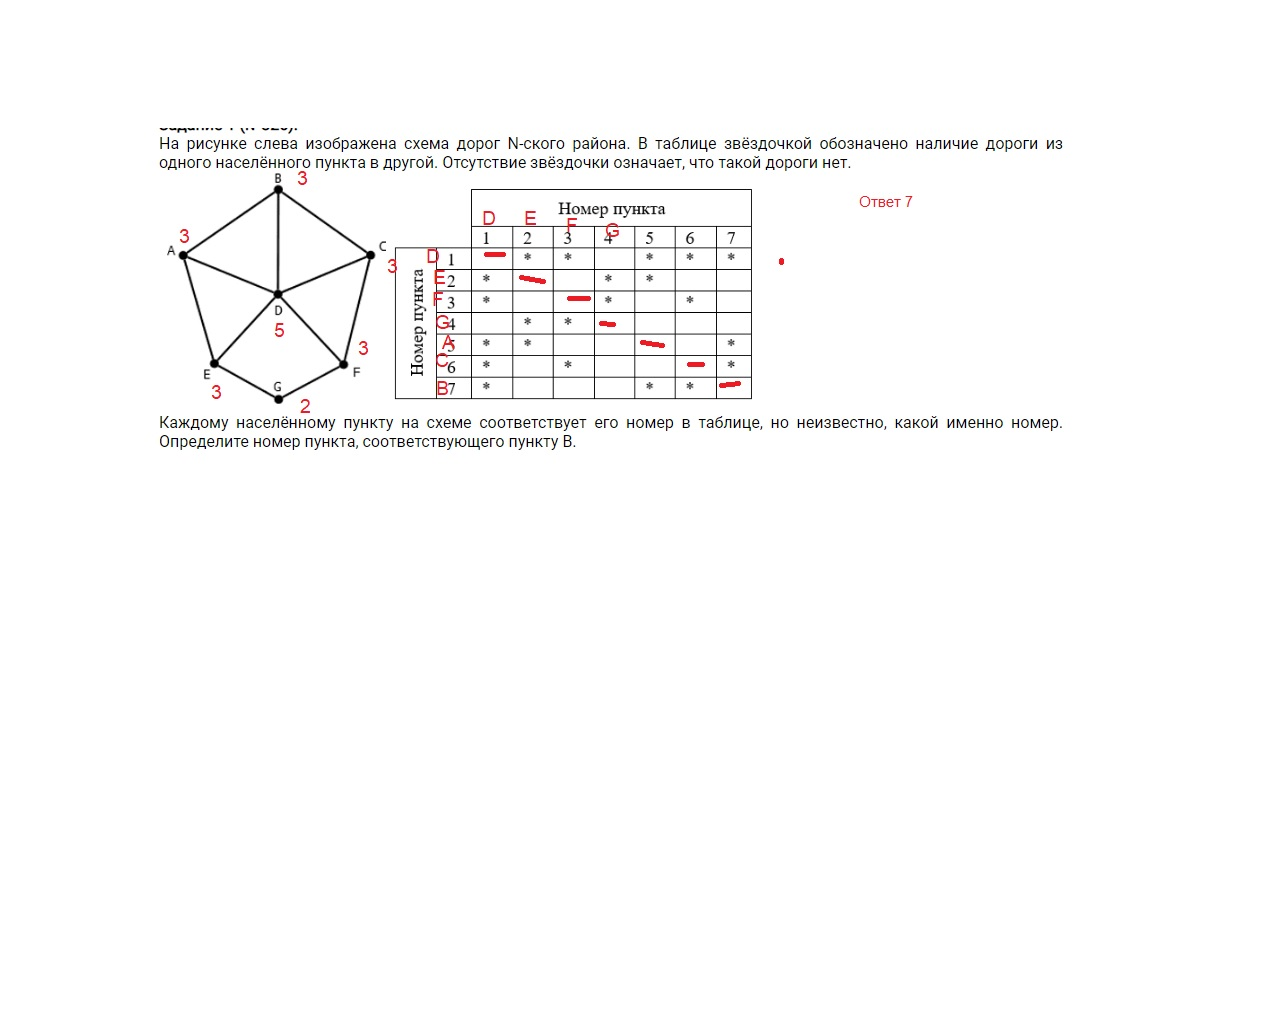 На рисунке слева изображена схема дорог N-ского района. В таблице звёздочкой обозначено наличие дороги из
одного населённого пункта в другой. Отсутствие звёздочки означает, что такой дороги нет.
B 3
3
A
C
3
D
5
3
E
F
3
G
2
Ответ 7
Номер пункта
D E F G
1 2 3 4 5 6 7
Номер пункта
D 1 * * * * *
E 2 * * *
F 3 * * *
G 4 * *
A 5 * * *
C 6 * * *
B 7 * * *
Каждому населённому пункту на схеме соответствует его номер в таблице, но неизвестно, какой именно номер.
Определите номер пункта, соответствующего пункту B.